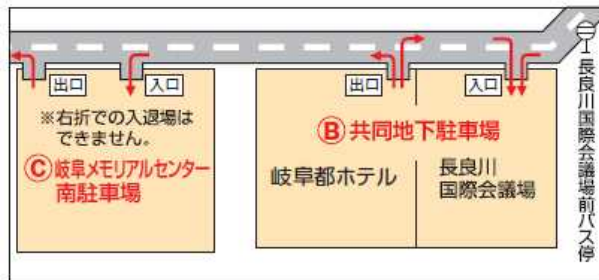 出口
入口
※右折での入退場は
できません。
Ⓒ岐阜メモリアルセンター
南駐車場
出口
入口
Ⓑ共同地下駐車場
岐阜都ホテル
長良川
国際会議場
長良川国際会議場前バス停